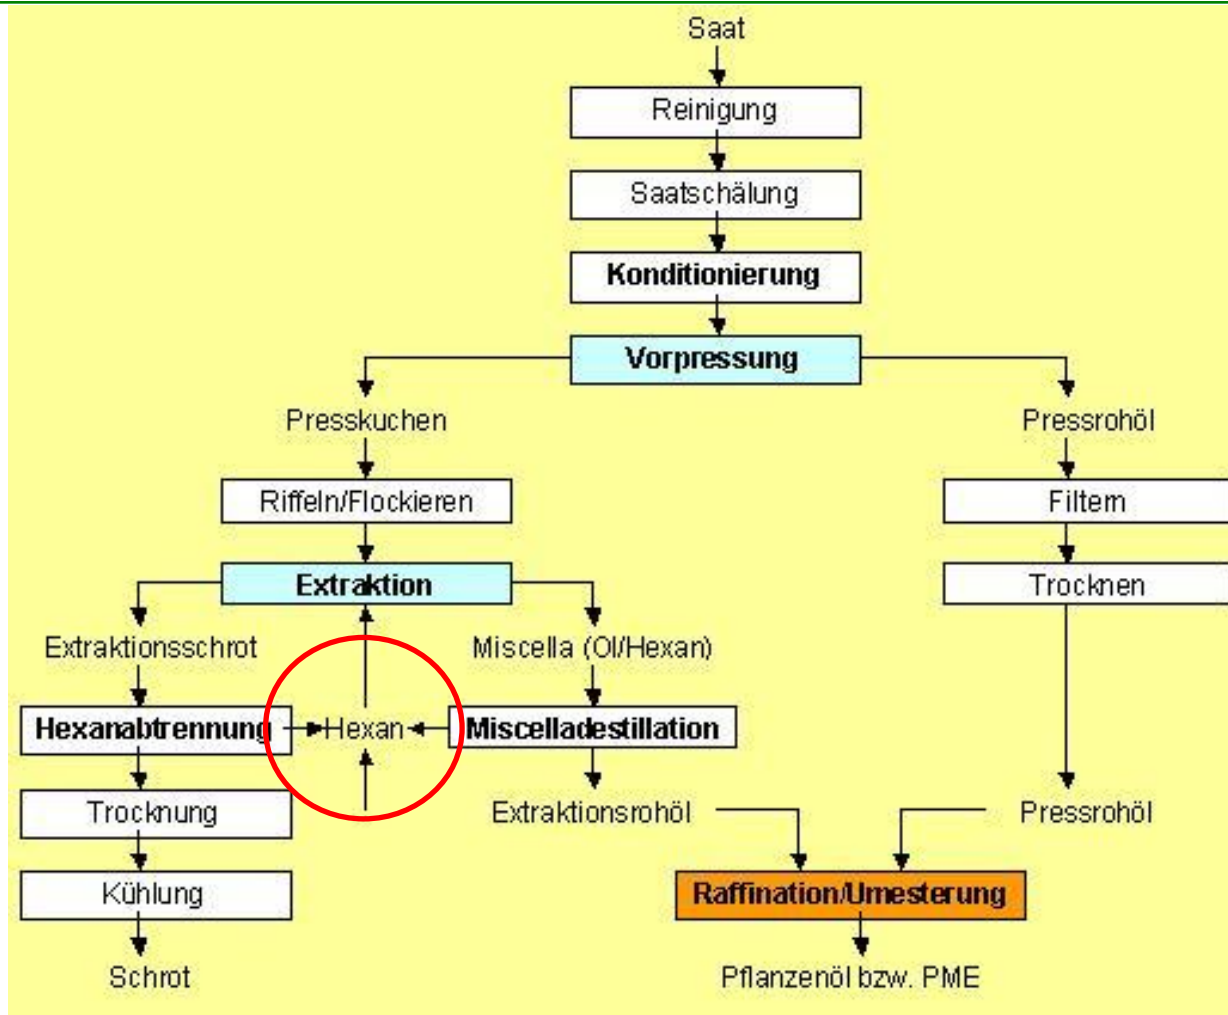 Saat
Reinigung
Saatschälung
Konditionierung
Vorpressung
Presskuchen
Pressrohöl
Riffeln/Flockieren
Filtern
Extraktion
Trocknen
Extraktionsschrot
Miscella (Ol/Hexan)
Hexanabtrennung
Hexan
Miscelladestillation
Trocknung
Extraktionsrohöl
Pressrohöl
Kühlung
Raffination/Umesterung
Schrot
Pflanzenöl bzw. PME